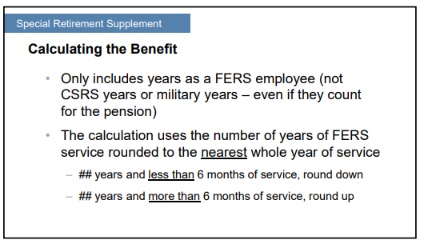 Special Retirement Supplement
Calculating the Benefit
• Only includes years as a FERS employee (not
CSRS years or military years – even if they count
for the pension)
• The calculation uses the number of years of FERS
service rounded to the nearest whole year of service
– ## years and less than 6 months of service, round down
– ## years and more than 6 months of service, round up